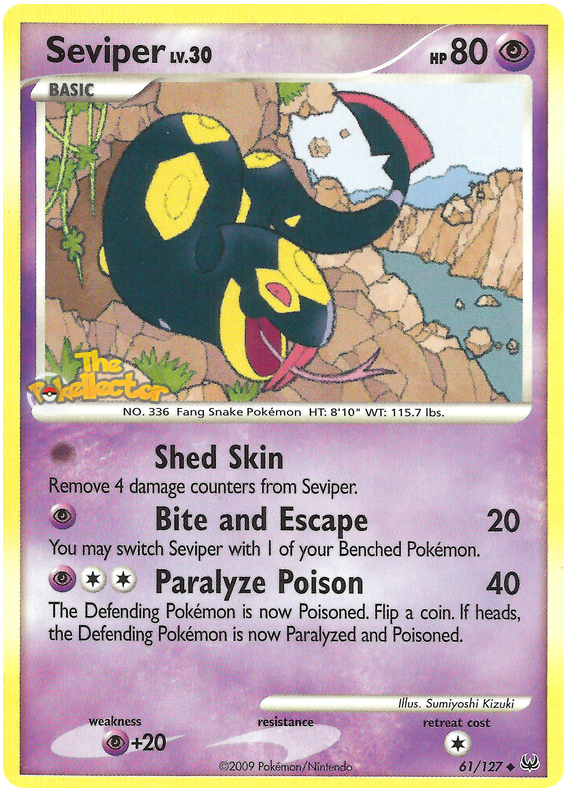 Seviper LV.30 HP 80
BASIC
The
Pokellector
NO. 336 Fang Snake Pokémon HT: 8'10" WT: 115.7 lbs.
Shed Skin
Remove 4 damage counters from Seviper.
Bite and Escape 20
You may switch Seviper with 1 of your Benched Pokémon.
Paralyze Poison 40
The Defending Pokémon is now Poisoned. Flip a coin. If heads,
the Defending Pokémon is now Paralyzed and Poisoned.
Illus. Sumiyoshi Kizuki
weakness resistance retreat cost
+20
©2009 Pokémon/Nintendo 61/127